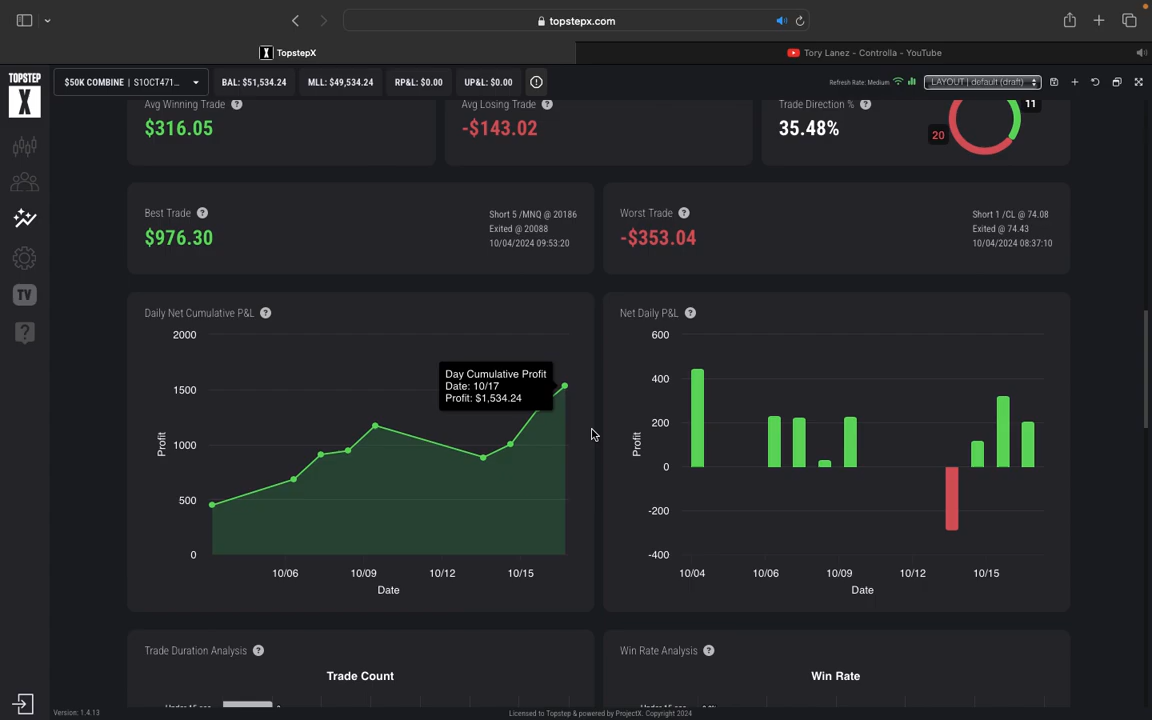 topstepx.com
TopstepX
Tory Lanez - Controlla - YouTube
TOPSTEP
X
$50K COMBINE | S1OCT471...
BAL: $51,534.24
MLL: $49,534.24
RP&L: $0.00
UP&L: $0.00
Refresh Rate: Medium
LAYOUT | default (draft)
Avg Winning Trade ?
$316.05
Avg Losing Trade ?
-$143.02
Trade Direction % ?
35.48%
11
20
Best Trade ?
$976.30
Short 5 /MNQ @ 20186
Exited @ 20088
10/04/2024 09:53:20
Worst Trade ?
-$353.04
Short 1 /CL @ 74.08
Exited @ 74.43
10/04/2024 08:37:10
TV
Daily Net Cumulative P&L ?
2000
1500
1000
500
0
Profit
Day Cumulative Profit
Date: 10/17
Profit: $1,534.24
10/06
10/09
10/12
10/15
Date
Net Daily P&L ?
600
400
200
0
-200
-400
Profit
10/04
10/06
10/09
10/12
10/15
Date
Trade Duration Analysis ?
Trade Count
Win Rate Analysis ?
Win Rate
Version: 1.4.13
Licensed to Topstep & powered by ProjectX. Copyright 2024